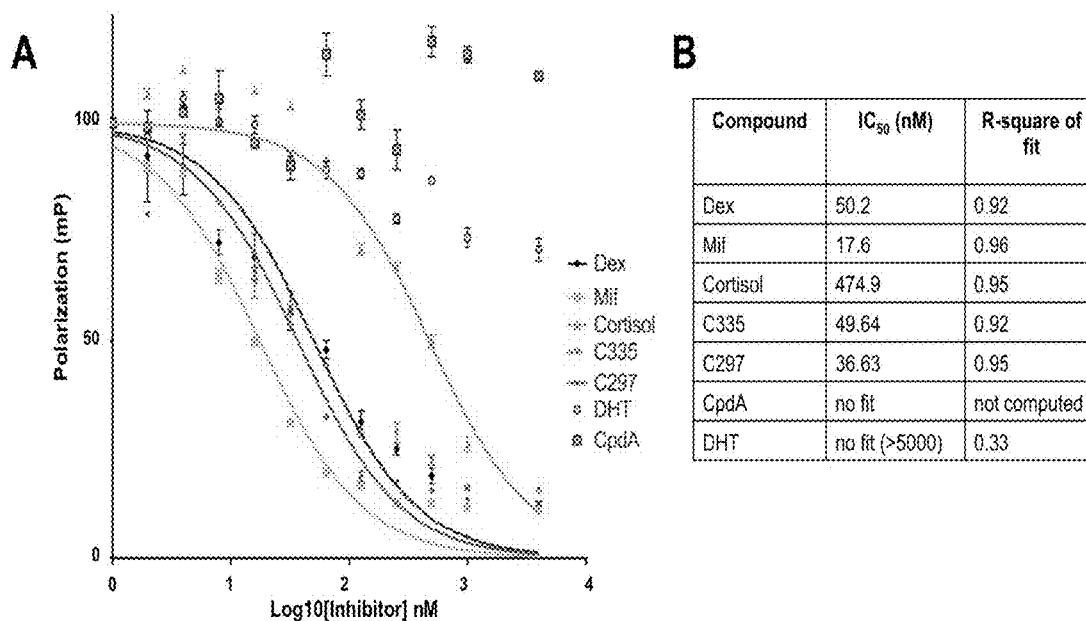 A
100
50
0
Polarization (mP)
0 1 2 3 4
Log10[Inhibitor] nM
Dex
Mif
Cortisol
C335
C297
DHT
CpdA
B
Compound IC50 (nM) R-square of fit
Dex 50.2 0.92
Mif 17.6 0.96
Cortisol 474.9 0.95
C335 49.64 0.92
C297 36.63 0.95
CpdA no fit not computed
DHT no fit (>5000) 0.33